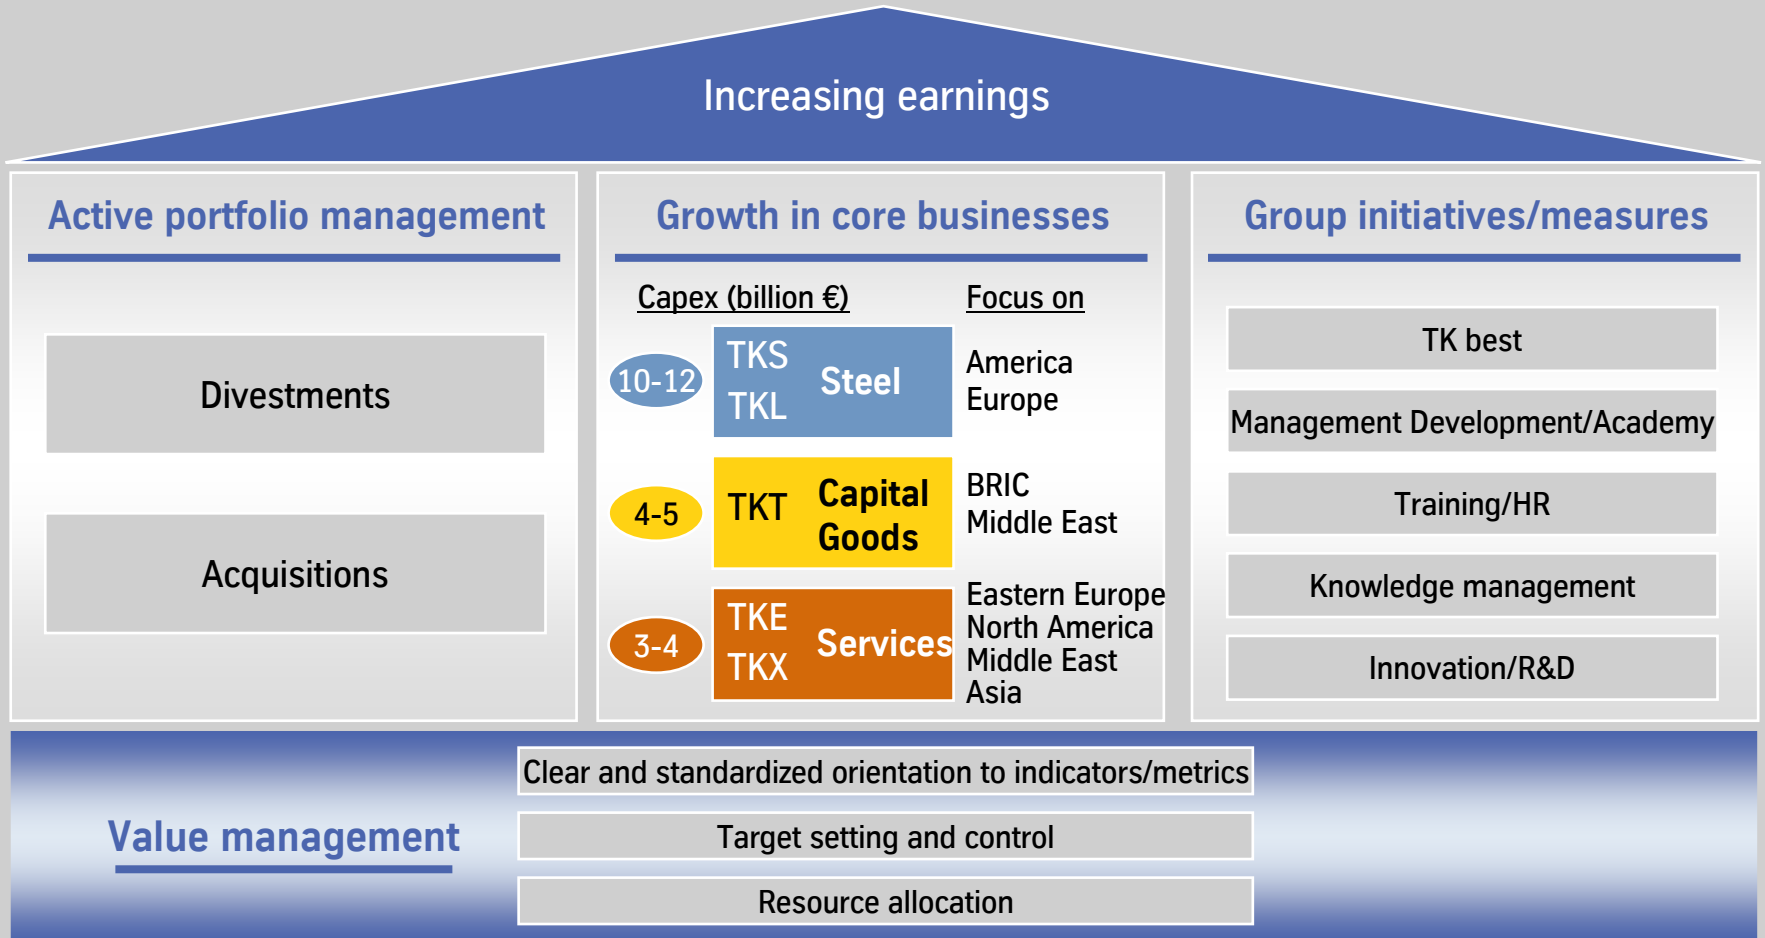 Increasing earnings
Active portfolio management
Divestments
Acquisitions
Growth in core businesses
Capex (billion €)
Focus on
10-12
TKS
TKL
Steel
America
Europe
4-5
TKT
Capital
Goods
BRIC
Middle East
3-4
TKE
TKX
Services
Eastern Europe
North America
Middle East
Asia
Group initiatives/measures
TK best
Management Development/Academy
Training/HR
Knowledge management
Innovation/R&D
Value management
Clear and standardized orientation to indicators/metrics
Target setting and control
Resource allocation